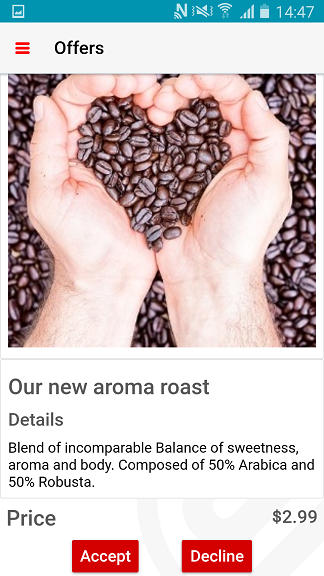 14:47
Offers
Our new aroma roast
Details
Blend of incomparable Balance of sweetness,
aroma and body. Composed of 50% Arabica and
50% Robusta.
Price $2.99
Accept Decline